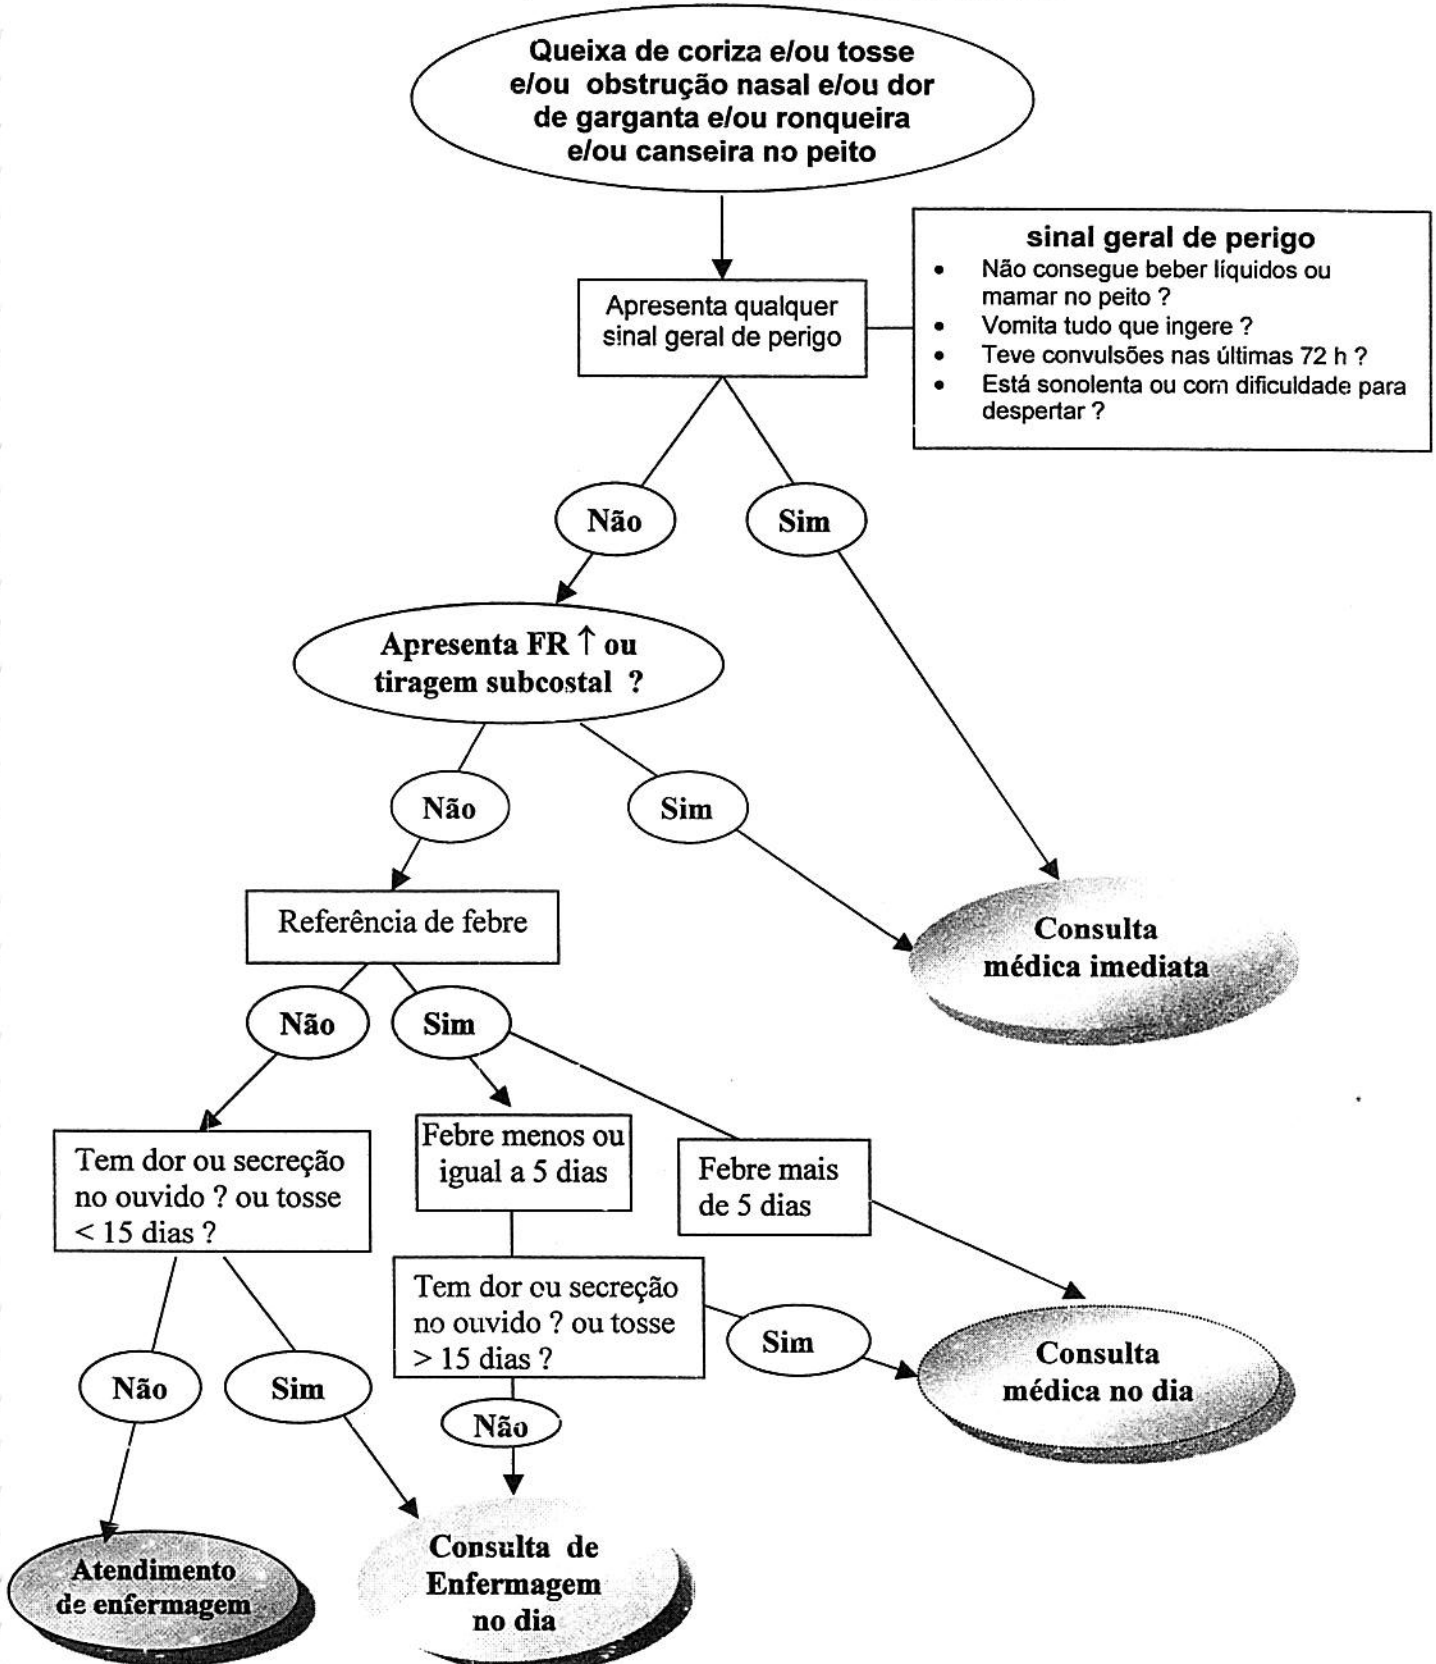 Queixa de coriza e/ou tosse
e/ou obstrução nasal e/ou dor
de garganta e/ou ronqueira
e/ou canseira no peito
sinal geral de perigo
• Não consegue beber líquidos ou
mamar no peito ?
• Vomita tudo que ingere ?
• Teve convulsões nas últimas 72 h ?
• Está sonolenta ou com dificuldade para
despertar ?
Apresenta qualquer
sinal geral de perigo
Não
Sim
Apresenta FR ↑ ou
tiragem subcostal ?
Não
Sim
Referência de febre
Consulta
médica imediata
Não
Sim
Tem dor ou secreção
no ouvido ? ou tosse
< 15 dias ?
Febre menos ou
igual a 5 dias
Febre mais
de 5 dias
Tem dor ou secreção
no ouvido ? ou tosse
> 15 dias ?
Sim
Consulta
médica no dia
Não
Sim
Não
Atendimento
de enfermagem
Consulta de
Enfermagem
no dia